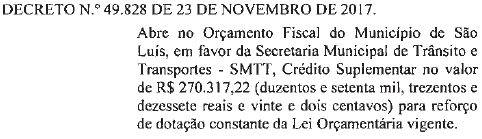 DECRETO N.º 49.828 DE 23 DE NOVEMBRO DE 2017.
Abre no Orçamento Fiscal do Município de São
Luís, em favor da Secretaria Municipal de Trânsito e
Transportes - SMTT, Crédito Suplementar no valor
de R$ 270.317,22 (duzentos e setenta mil, trezentos e
dezessete reais e vinte e dois centavos) para reforço
de dotação constante da Lei Orçamentária vigente.